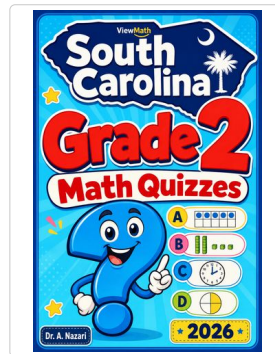 ViewMath
South
Carolina
Grade 2
Math Quizzes
A
B
C
D
Dr. A. Nazari
2026